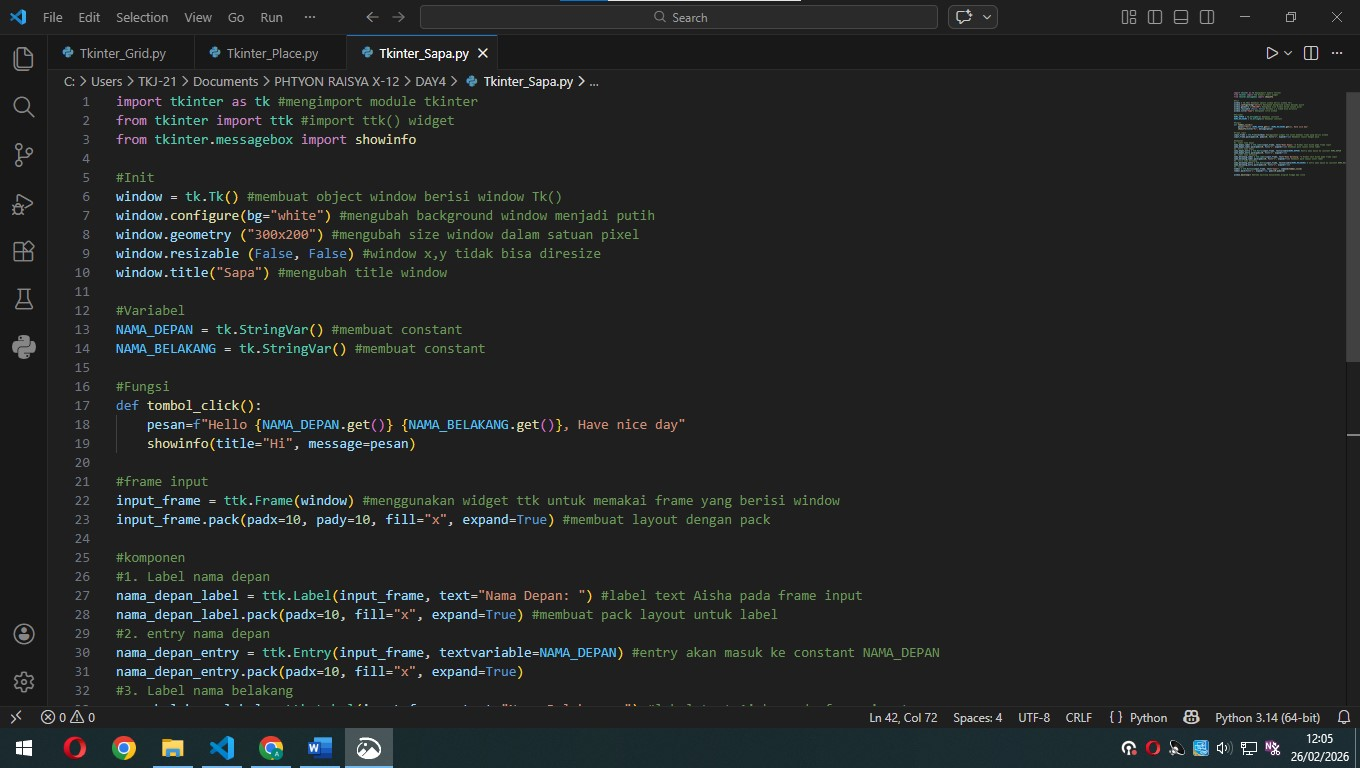 File Edit Selection View Go Run ··· Search
Tkinter_Grid.py Tkinter_Place.py Tkinter_Sapa.py
C: > Users > TKJ-21 > Documents > PHTYON RAISYA X-12 > DAY4 > Tkinter_Sapa.py > ...
1 import tkinter as tk #mengimport module tkinter
2 from tkinter import ttk #import ttk() widget
3 from tkinter.messagebox import showinfo
4
5 #Init
6 window = tk.Tk() #membuat object window berisi window Tk()
7 window.configure(bg="white") #mengubah background window menjadi putih
8 window.geometry ("300x200") #mengubah size window dalam satuan pixel
9 window.resizable (False, False) #window x,y tidak bisa diresize
10 window.title("Sapa") #mengubah title window
11
12 #Variabel
13 NAMA_DEPAN = tk.StringVar() #membuat constant
14 NAMA_BELAKANG = tk.StringVar() #membuat constant
15
16 #Fungsi
17 def tombol_click():
18     pesan=f"Hello {NAMA_DEPAN.get()} {NAMA_BELAKANG.get()}, Have nice day"
19     showinfo(title="Hi", message=pesan)
20
21 #frame input
22 input_frame = ttk.Frame(window) #menggunakan widget ttk untuk memakai frame yang berisi window
23 input_frame.pack(padx=10, pady=10, fill="x", expand=True) #membuat layout dengan pack
24
25 #komponen
26 #1. Label nama depan
27 nama_depan_label = ttk.Label(input_frame, text="Nama Depan: ") #label text Aisha pada frame input
28 nama_depan_label.pack(padx=10, fill="x", expand=True) #membuat pack layout untuk label
29 #2. entry nama depan
30 nama_depan_entry = ttk.Entry(input_frame, textvariable=NAMA_DEPAN) #entry akan masuk ke constant NAMA_DEPAN
31 nama_depan_entry.pack(padx=10, fill="x", expand=True)
32 #3. Label nama belakang
0 0 Ln 42, Col 72 Spaces: 4 UTF-8 CRLF {} Python Python 3.14 (64-bit)
12:05
26/02/2026